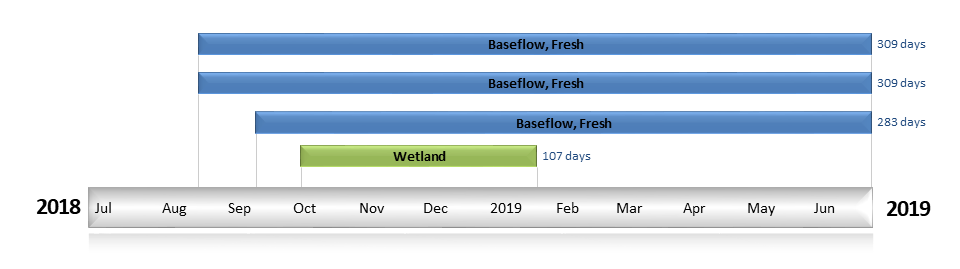 Baseflow, Fresh 309 days
Baseflow, Fresh 309 days
Baseflow, Fresh 283 days
Wetland 107 days
2018 Jul Aug Sep Oct Nov Dec 2019 Feb Mar Apr May Jun 2019